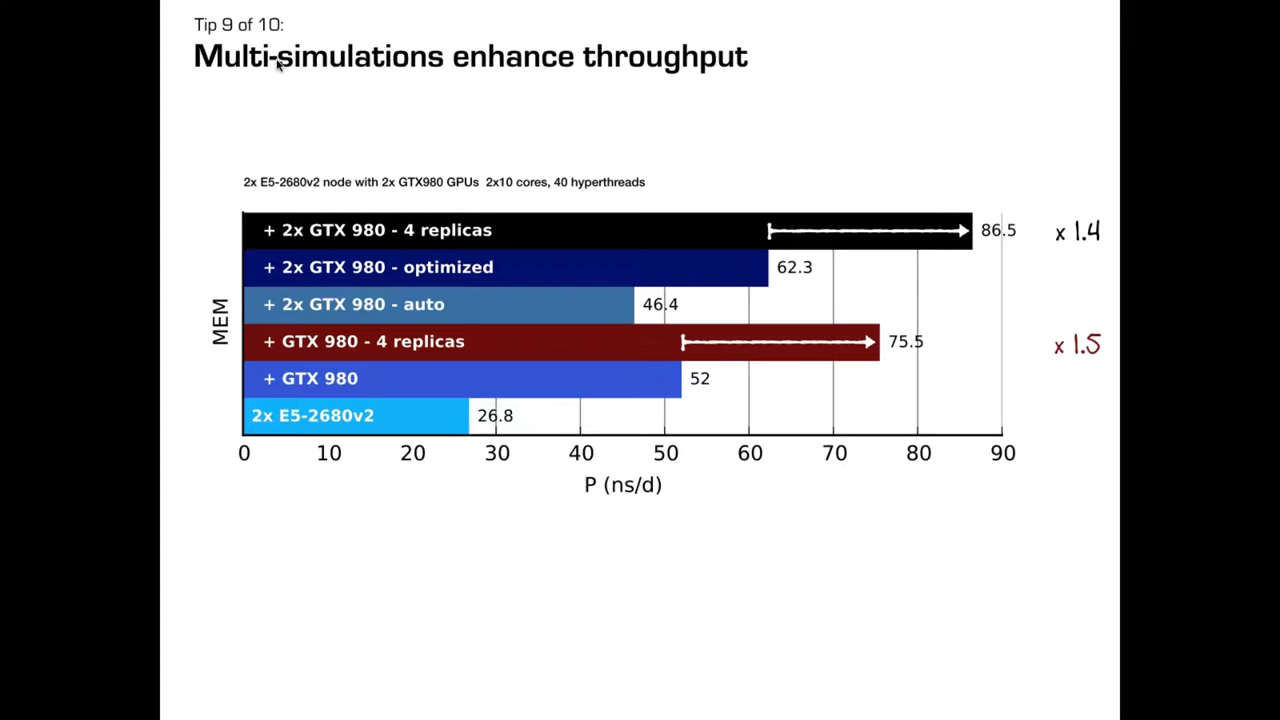 Tip 9 of 10:
Multi-simulations enhance throughput
2x E5-2680v2 node with 2x GTX980 GPUs 2x10 cores, 40 hyperthreads
+ 2x GTX 980 - 4 replicas 86.5 x 1.4
+ 2x GTX 980 - optimized 62.3
+ 2x GTX 980 - auto 46.4
MEM
+ GTX 980 - 4 replicas 75.5 x 1.5
+ GTX 980 52
2x E5-2680v2 26.8
0 10 20 30 40 50 60 70 80 90
P (ns/d)